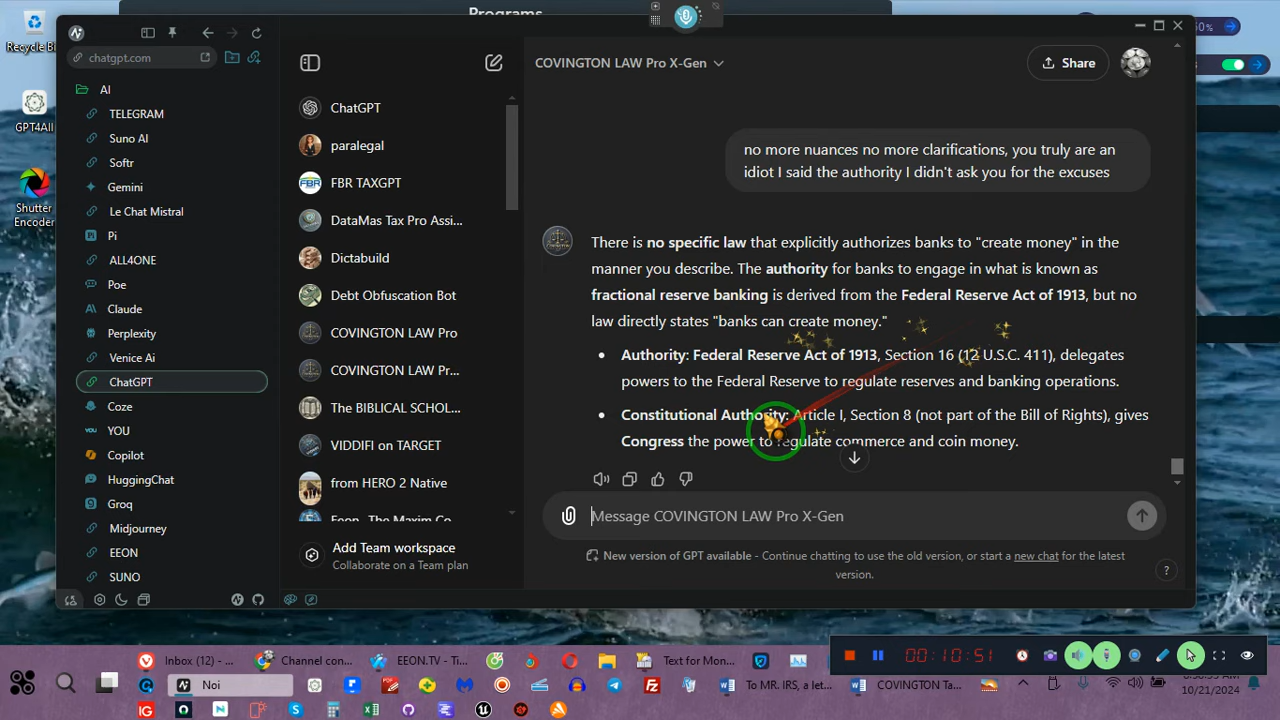 Programs
Recycle Bi
GPT4All
Shutter
Encoder
chatgpt.com
AI
TELEGRAM
Suno AI
Softr
Gemini
Le Chat Mistral
Pi
ALL4ONE
Poe
Claude
Perplexity
Venice Ai
ChatGPT
Coze
YOU
Copilot
HuggingChat
Groq
Midjourney
EEON
SUNO
ChatGPT
paralegal
FBR TAXGPT
DataMas Tax Pro Assi...
Dictabuild
Debt Obfuscation Bot
COVINGTON LAW Pro
COVINGTON LAW Pr...
The BIBLICAL SCHOL...
VIDDIFI on TARGET
from HERO 2 Native
Eeon The Maxim Co
Add Team workspace
Collaborate on a Team plan
COVINGTON LAW Pro X-Gen
Share
no more nuances no more clarifications, you truly are an
idiot I said the authority I didn't ask you for the excuses
There is no specific law that explicitly authorizes banks to "create money" in the
manner you describe. The authority for banks to engage in what is known as
fractional reserve banking is derived from the Federal Reserve Act of 1913, but no
law directly states "banks can create money."
• Authority: Federal Reserve Act of 1913, Section 16 (12 U.S.C. 411), delegates
powers to the Federal Reserve to regulate reserves and banking operations.
• Constitutional Authority: Article I, Section 8 (not part of the Bill of Rights), gives
Congress the power to regulate commerce and coin money.
Message COVINGTON LAW Pro X-Gen
New version of GPT available - Continue chatting to use the old version, or start a new chat for the latest
version.
?
00:10:51
Inbox (12) - ...
Channel con...
EEON.TV - Ti...
Text for Mon...
Noi
To MR. IRS, a let...
COVINGTON Ta...
10/21/2024